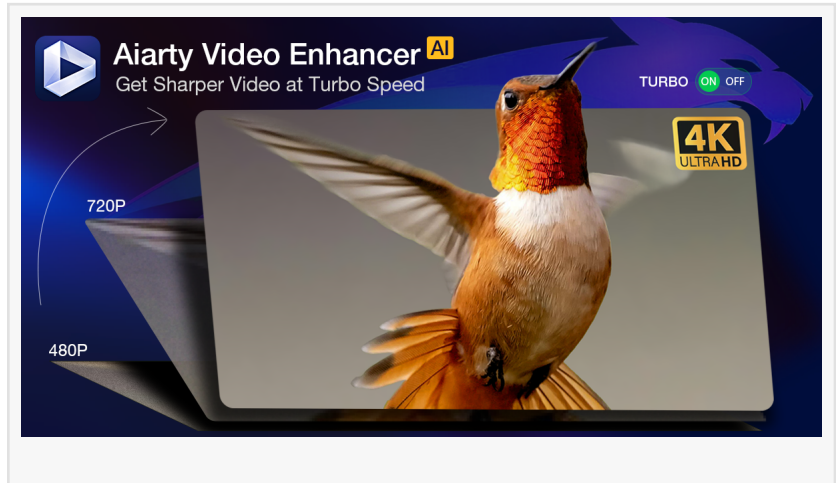 Aiarty Video Enhancer AI
Get Sharper Video at Turbo Speed
TURBO ON OFF
4K
ULTRA HD
720P
480P